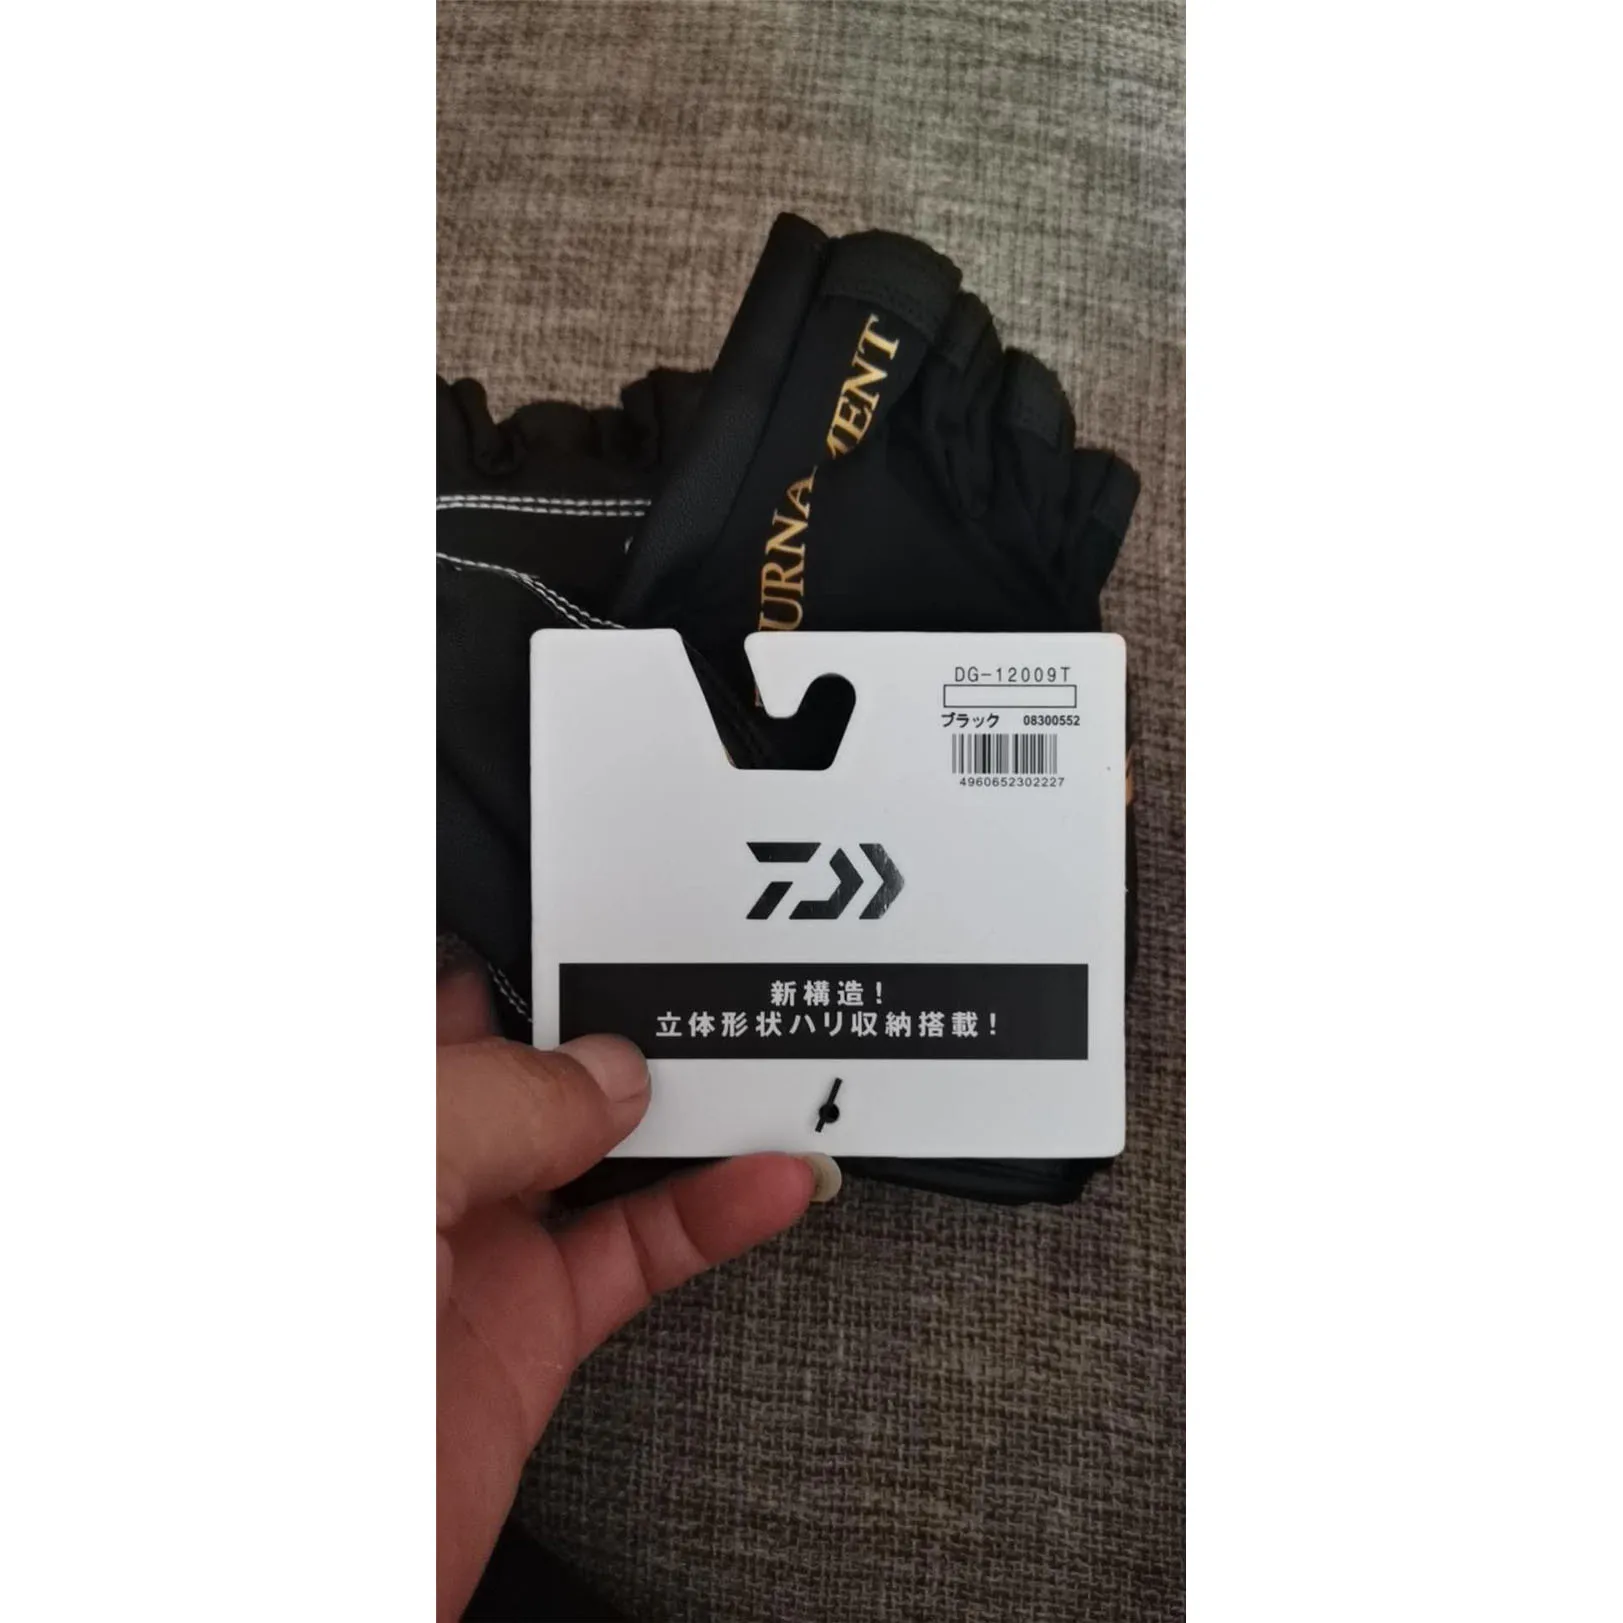 TOURNAMENT
DG-12009T
ブラック 08300552
4960652302227
新構造!
立体形状ハリ収納搭載!